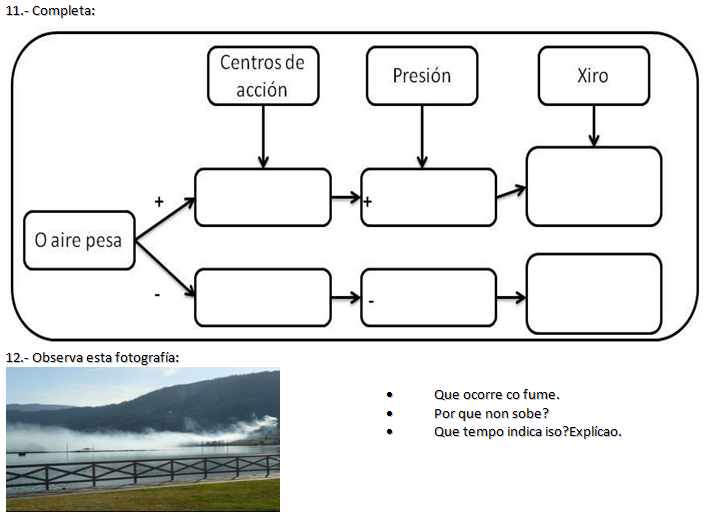 11.- Completa:
Centros de
acción
Presión
Xiro
+
+
O aire pesa
-
-
12.- Observa esta fotografía:
• Que ocorre co fume.
• Por que non sobe?
• Que tempo indica iso?Explícao.